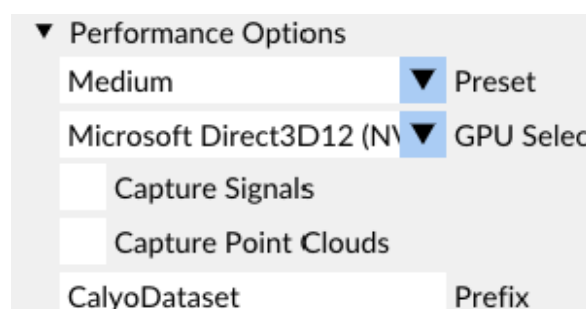 Performance Options
Medium Preset
Microsoft Direct3D12 (NV GPU Selec
Capture Signals
Capture Point Clouds
CalyoDataset Prefix